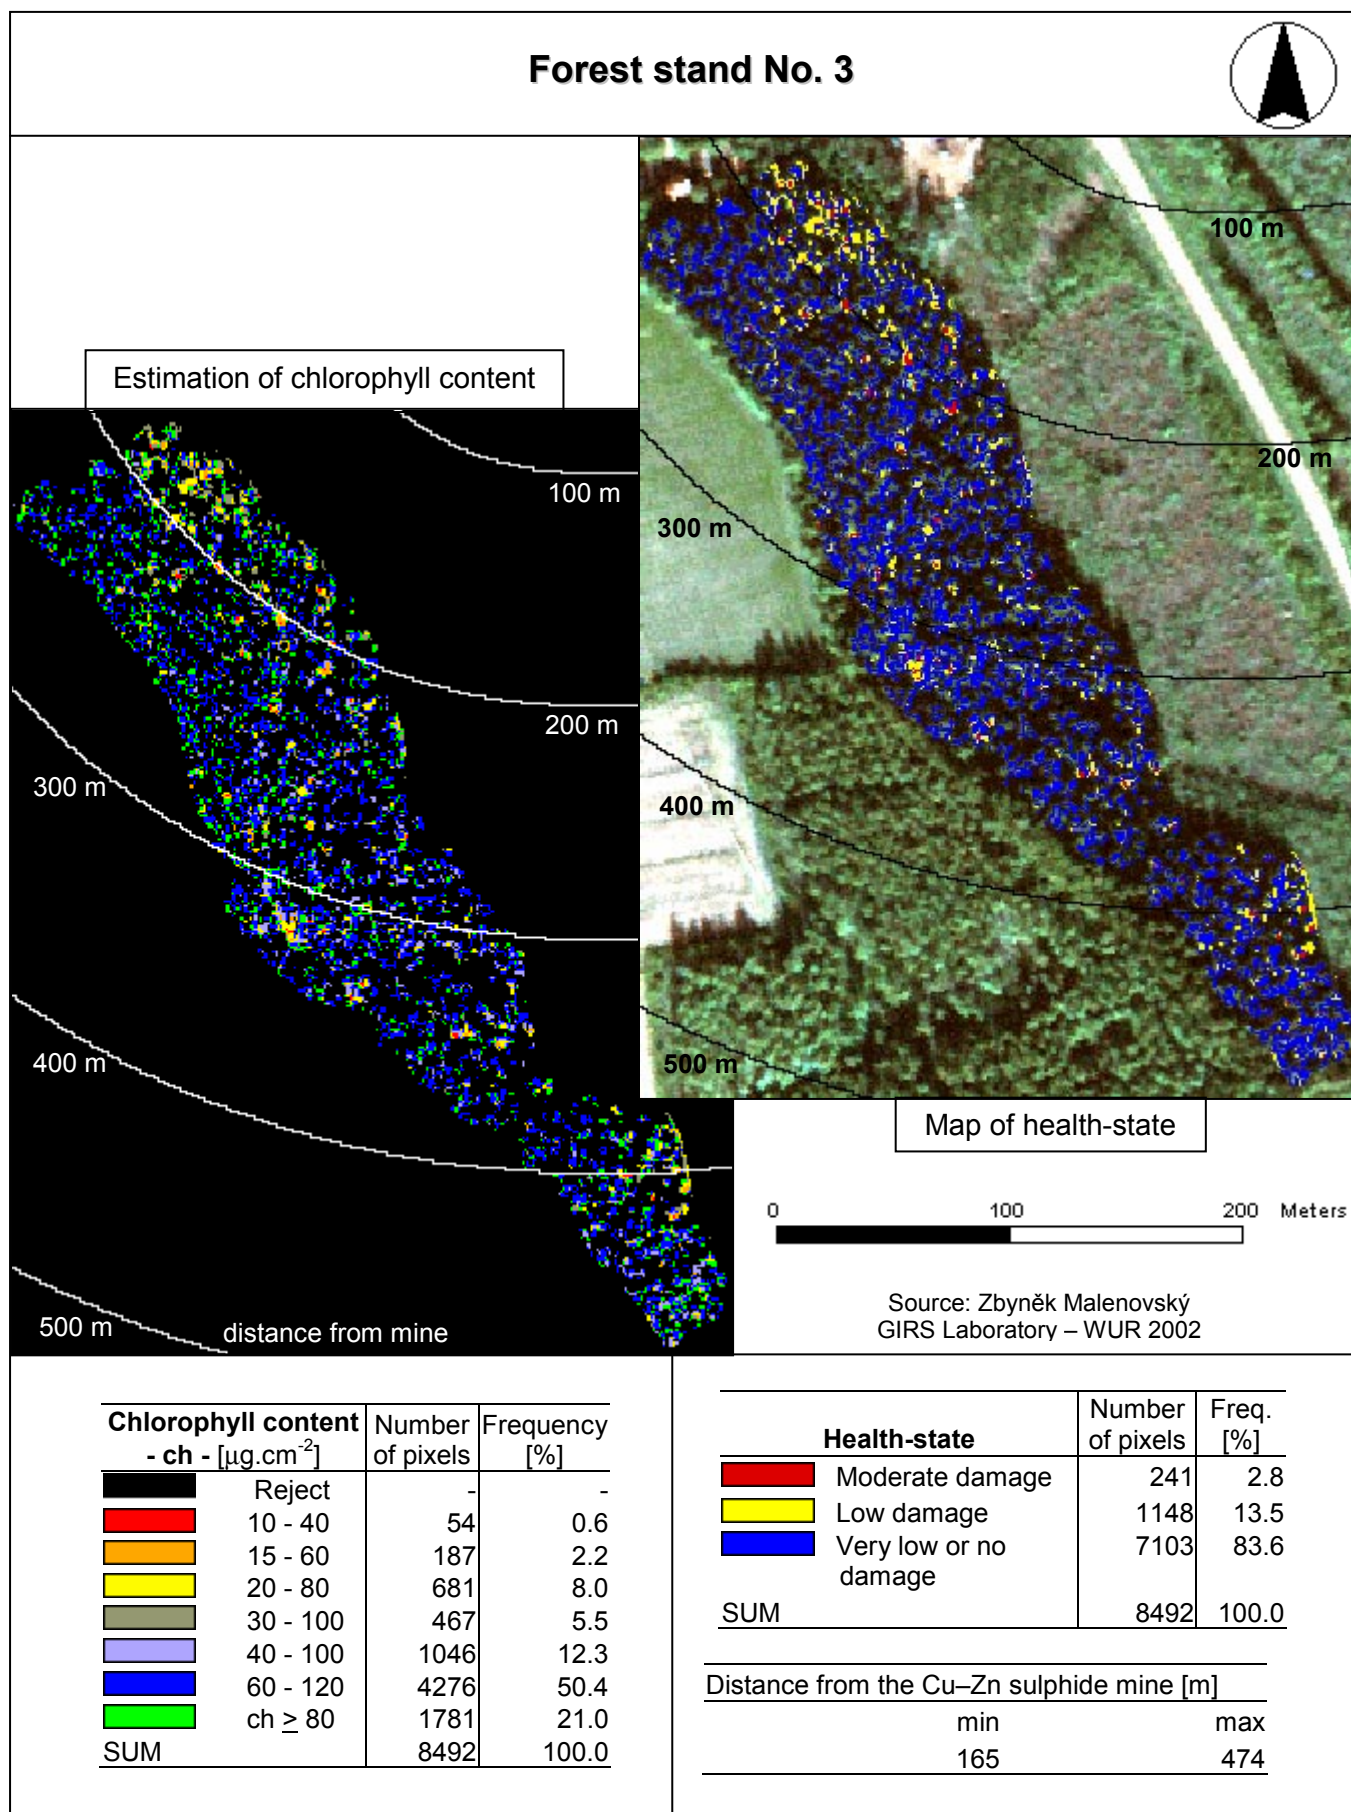 Forest stand No. 3
Estimation of chlorophyll content
100 m
200 m
300 m
400 m
500 m
distance from mine
100 m
200 m
300 m
400 m
500 m
Map of health-state
0 100 200 Meters
Source: Zbyněk Malenovský
GIRS Laboratory – WUR 2002
Chlorophyll content Number Frequency
- ch - [μg.cm-2] of pixels [%]
Reject - -
10 - 40 54 0.6
15 - 60 187 2.2
20 - 80 681 8.0
30 - 100 467 5.5
40 - 100 1046 12.3
60 - 120 4276 50.4
ch ≥ 80 1781 21.0
SUM 8492 100.0
Number Freq.
Health-state of pixels [%]
Moderate damage 241 2.8
Low damage 1148 13.5
Very low or no 7103 83.6
damage
SUM 8492 100.0
Distance from the Cu–Zn sulphide mine [m]
min max
165 474